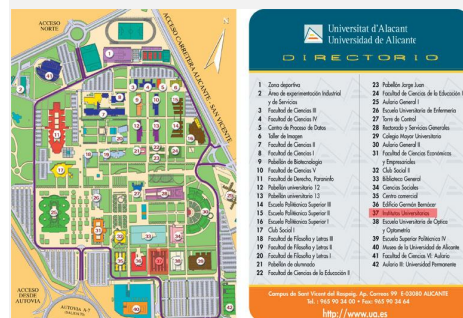 ACCESO
NORTE
ACCESO CARRETERA ALICANTE - SAN VICENTE
ACCESO
DESDE
AUTOVIA
AUTOVIA A-7
Universitat d'Alacant
Universidad de Alicante
DIRECTORIO
1 Zona deportiva
2 Área de experimentación Industrial
y de Servicios
3 Facultad de Ciencias III
4 Facultad de Ciencias IV
5 Centro de Proceso de Datos
6 Taller de Imagen
7 Facultad de Ciencias II
8 Facultad de Ciencias I
9 Pabellón de Biotecnología
10 Facultad de Ciencias V
11 Facultad de Derecho, Paraninfo
12 Pabellón universitario 12
13 Pabellón universitario 13
14 Escuela Politécnica Superior III
15 Escuela Politécnica Superior II
16 Escuela Politécnica Superior I
17 Club Social I
18 Facultad de Filosofía y Letras III
19 Facultad de Filosofía y Letras II
20 Facultad de Filosofía y Letras I
21 Pabellón de alumnado
22 Facultad de Ciencias de la Educación II
23 Pabellón Jorge Juan
24 Facultad de Ciencias de la Educación I
25 Aulario General I
26 Escuela Universitaria de Enfermería
27 Torre de Control
28 Rectorado y Servicios Generales
29 Colegio Mayor Universitario
30 Aulario General II
31 Facultad de Ciencias Económicas
y Empresariales
32 Club Social II
33 Biblioteca General
34 Ciencias Sociales
35 Centro comercial
36 Edificio Germán Bernácer
37 Institutos Universitarios
38 Escuela Universitaria de Óptica
y Optometría
39 Escuela Superior Politécnica IV
40 Museo de la Universidad de Alicante
41 Facultad de Ciencias VI: Aulario
42 Aulario III: Universidad Permanente
Campus de Sant Vicent del Raspeig. Ap. Correos 99 E-03080 ALICANTE
Tel.: 965 90 34 00 • Fax: 965 90 34 64
http://www.ua.es